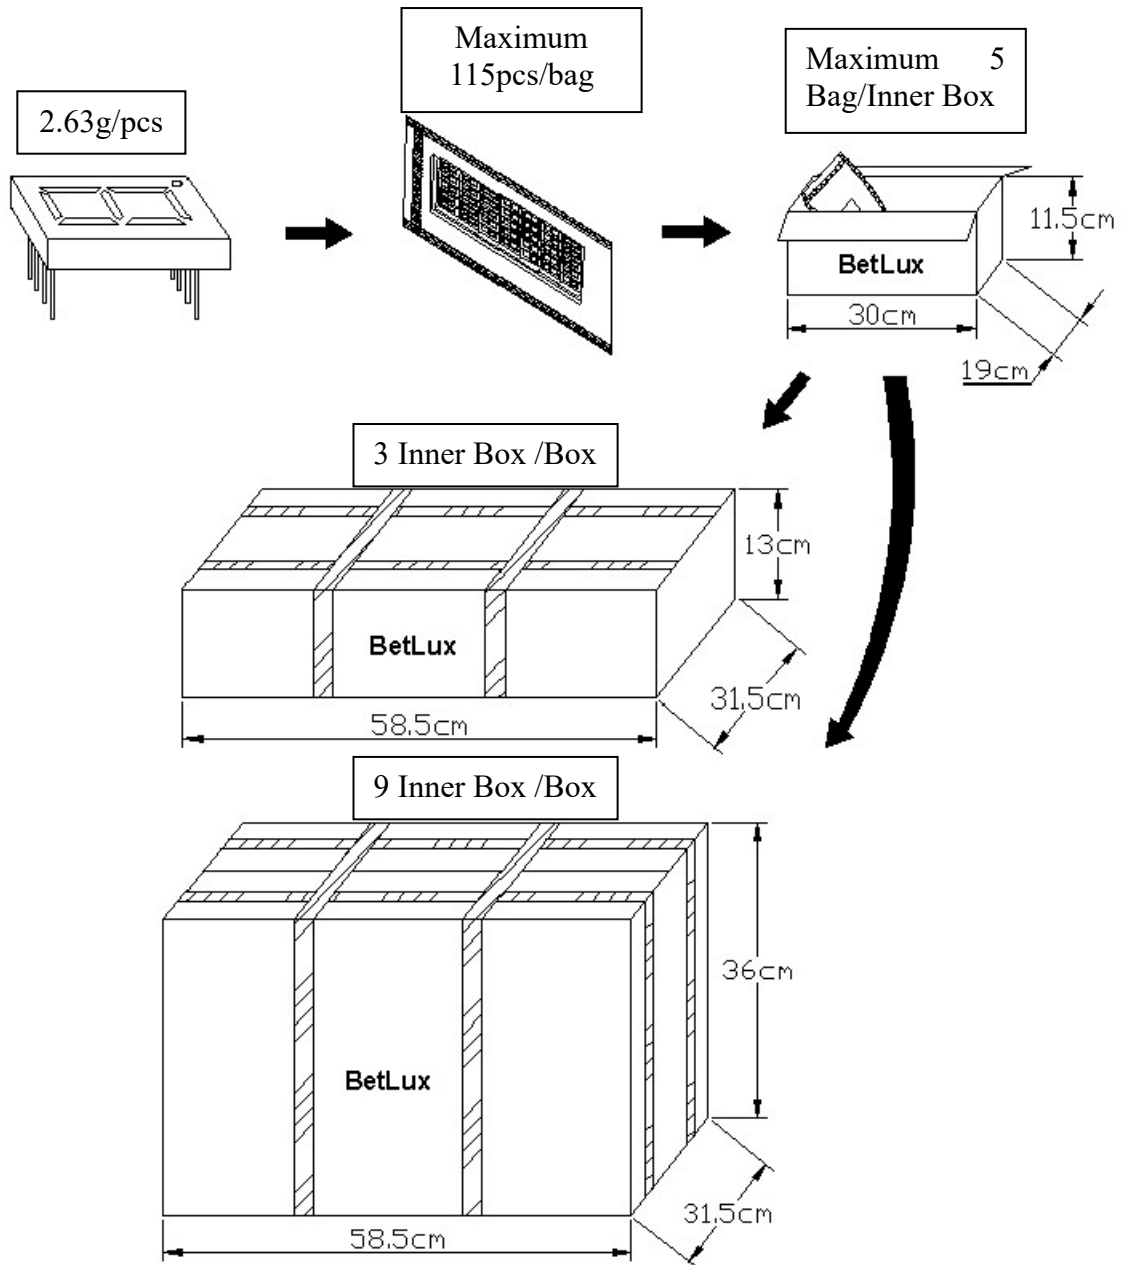 Maximum
115pcs/bag
Maximum 5
Bag/Inner Box
2.63g/pcs
11.5cm
BetLux
30cm
19cm
3 Inner Box /Box
13cm
BetLux
31.5cm
58.5cm
9 Inner Box /Box
36cm
BetLux
31.5cm
58.5cm